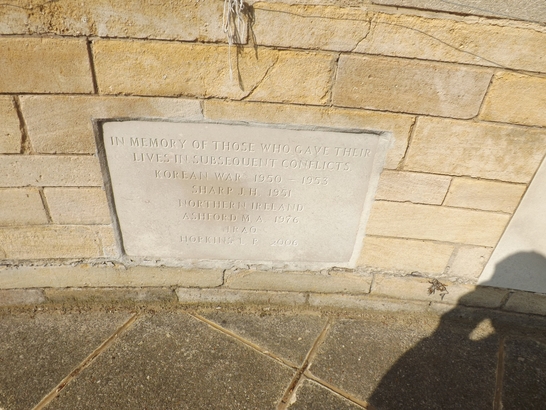 IN MEMORY OF THOSE WHO GAVE THEIR
LIVES IN SUBSEQUENT CONFLICTS
KOREAN WAR 1950 - 1953
SHARP J.H. 1951
NORTHERN IRELAND
ASHFORD M.A. 1976
IRAQ
HOPKINS L.F. 2006